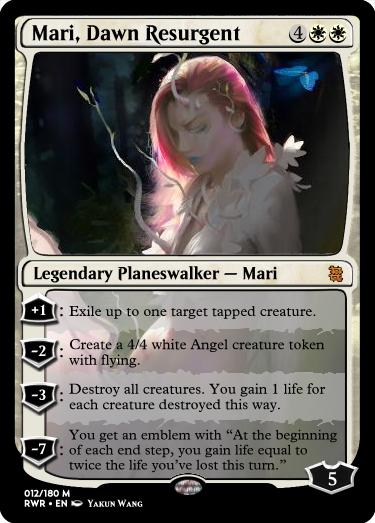 Mari, Dawn Resurgent 4
Legendary Planeswalker — Mari
+1: Exile up to one target tapped creature.
-2: Create a 4/4 white Angel creature token
with flying.
-3: Destroy all creatures. You gain 1 life for
each creature destroyed this way.
-7: You get an emblem with “At the beginning
of each end step, you gain life equal to
twice the life you’ve lost this turn.”
5
012/180 M
RWR • EN Yakun Wang